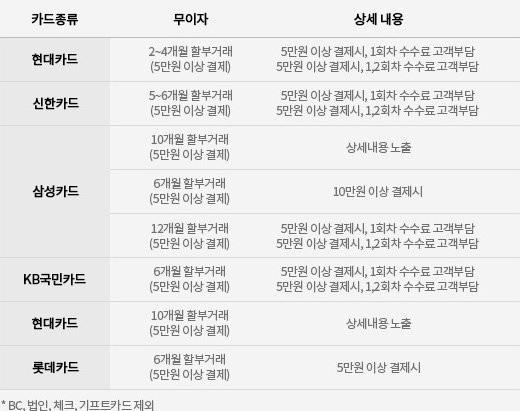 카드종류 무이자 상세 내용
현대카드
2~4개월 할부거래
(5만원 이상 결제)
5만원 이상 결제시, 1회차 수수료 고객부담
5만원 이상 결제시, 1,2회차 수수료 고객부담
신한카드
5~6개월 할부거래
(5만원 이상 결제)
5만원 이상 결제시, 1회차 수수료 고객부담
5만원 이상 결제시, 1,2회차 수수료 고객부담
삼성카드
10개월 할부거래
(5만원 이상 결제)
상세내용 노출
6개월 할부거래
(5만원 이상 결제)
10만원 이상 결제시
12개월 할부거래
(5만원 이상 결제)
5만원 이상 결제시, 1회차 수수료 고객부담
5만원 이상 결제시, 1,2회차 수수료 고객부담
KB국민카드
6개월 할부거래
(5만원 이상 결제)
5만원 이상 결제시, 1회차 수수료 고객부담
5만원 이상 결제시, 1,2회차 수수료 고객부담
현대카드
10개월 할부거래
(5만원 이상 결제)
상세내용 노출
롯데카드
6개월 할부거래
(5만원 이상 결제)
5만원 이상 결제시
* BC, 법인, 체크, 기프트카드 제외